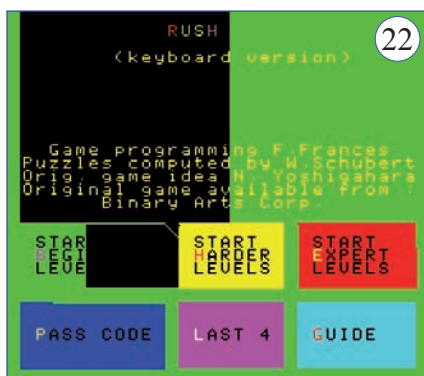 22
RUSH
(keyboard version)
Game programming F.Frances
Puzzles computed by W.Schubert
Orig. game idea N. Yoshigahara
Original game available from :
Binary Arts Corp.
STAR START START
BEGI HARDER EXPERT
LEVE LEVELS LEVELS
PASS CODE LAST 4 GUIDE